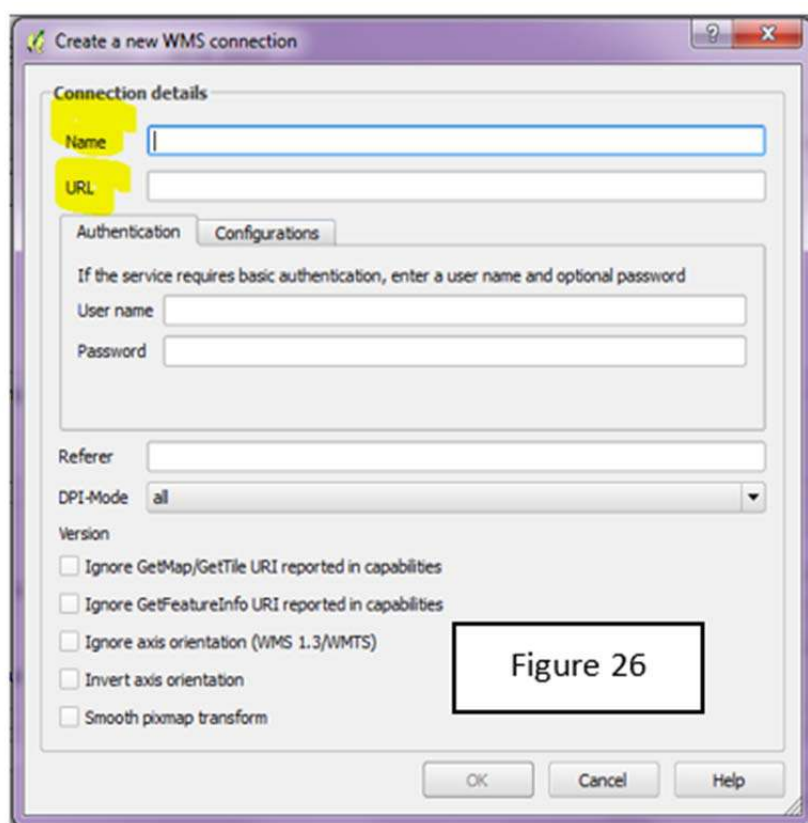 Create a new WMS connection
Connection details
Name
URL
Authentication Configurations
If the service requires basic authentication, enter a user name and optional password
User name
Password
Referer
DPI-Mode all
Version
Ignore GetMap/GetTile URI reported in capabilities
Ignore GetFeatureInfo URI reported in capabilities
Ignore axis orientation (WMS 1.3/WMTS)
Invert axis orientation
Smooth pixmap transform
Figure 26
OK Cancel Help